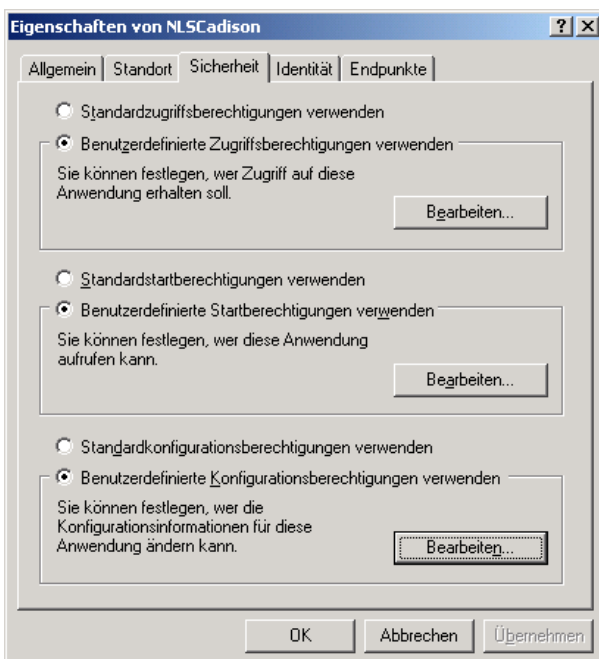 Eigenschaften von NLSCadison
Allgemein Standort Sicherheit Identität Endpunkte
Standardzugriffsberechtigungen verwenden
Benutzerdefinierte Zugriffsberechtigungen verwenden
Sie können festlegen, wer Zugriff auf diese
Anwendung erhalten soll.
Bearbeiten...
Standardstartberechtigungen verwenden
Benutzerdefinierte Startberechtigungen verwenden
Sie können festlegen, wer diese Anwendung
aufrufen kann.
Bearbeiten...
Standardkonfigurationsberechtigungen verwenden
Benutzerdefinierte Konfigurationsberechtigungen verwenden
Sie können festlegen, wer die
Konfigurationsinformationen für diese
Anwendung ändern kann.
Bearbeiten...
OK Abbrechen Übernehmen